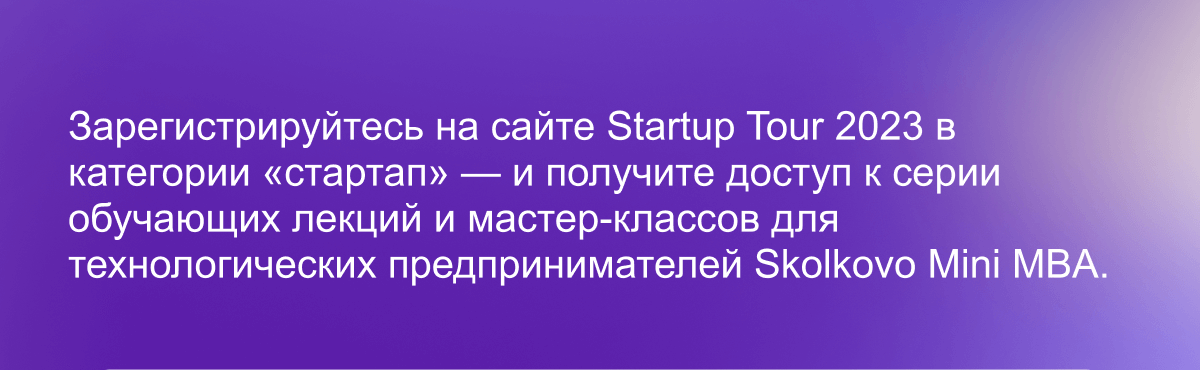 Зарегистрируйтесь на сайте Startup Tour 2023 в
категории «стартап» — и получите доступ к серии
обучающих лекций и мастер-классов для
технологических предпринимателей Skolkovo Mini MBA.